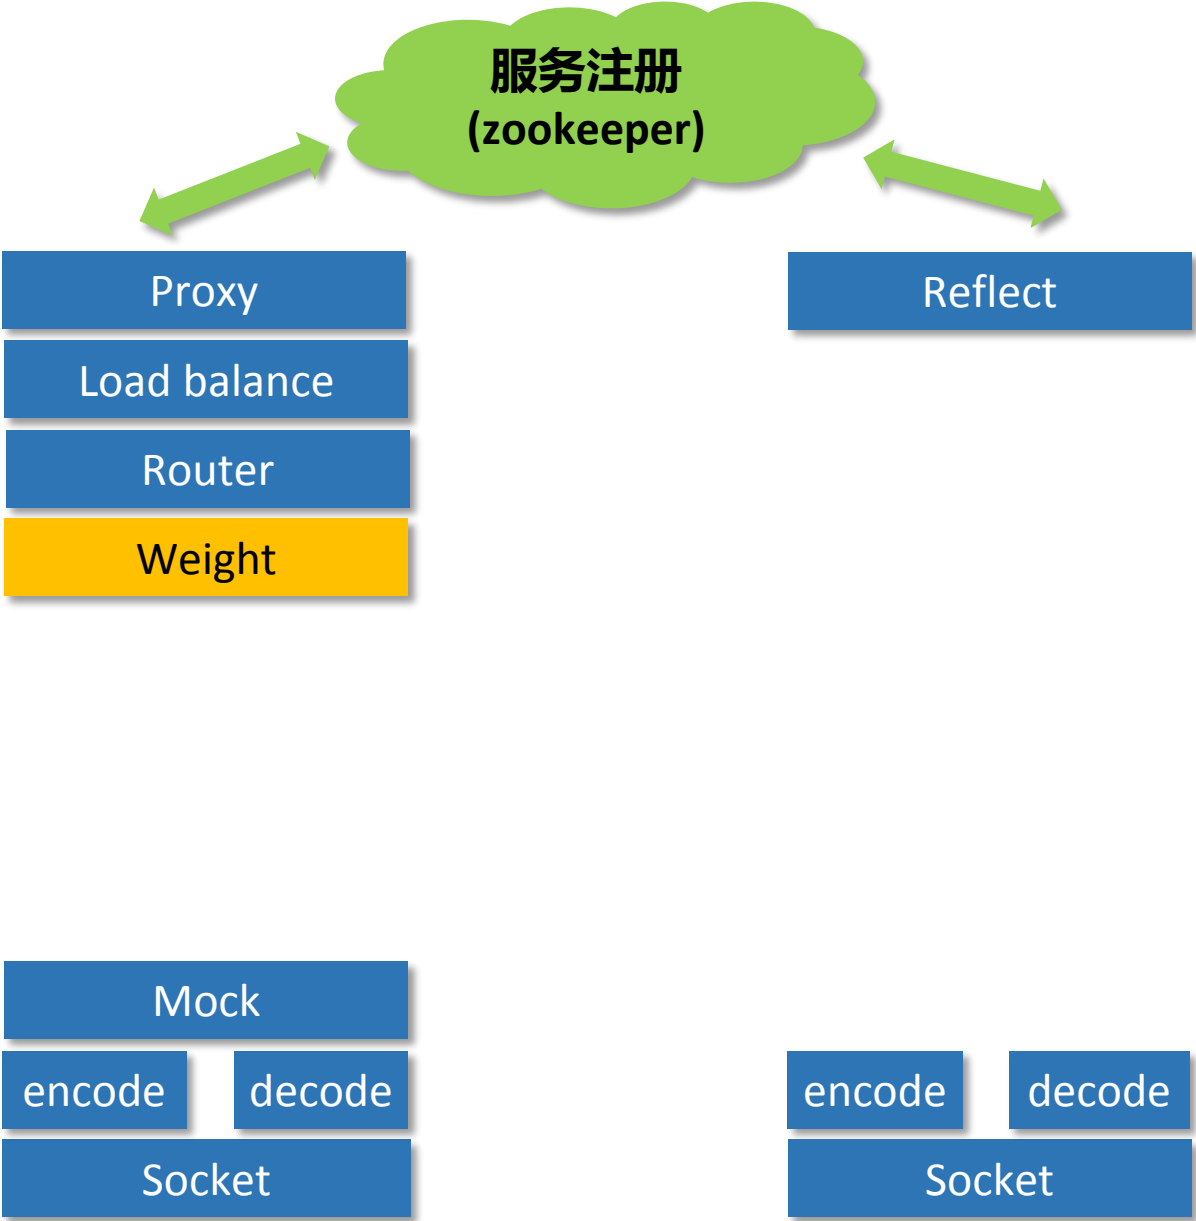 服务注册
(zookeeper)
Proxy
Reflect
Load balance
Router
Weight
Mock
encode decode encode decode
Socket Socket